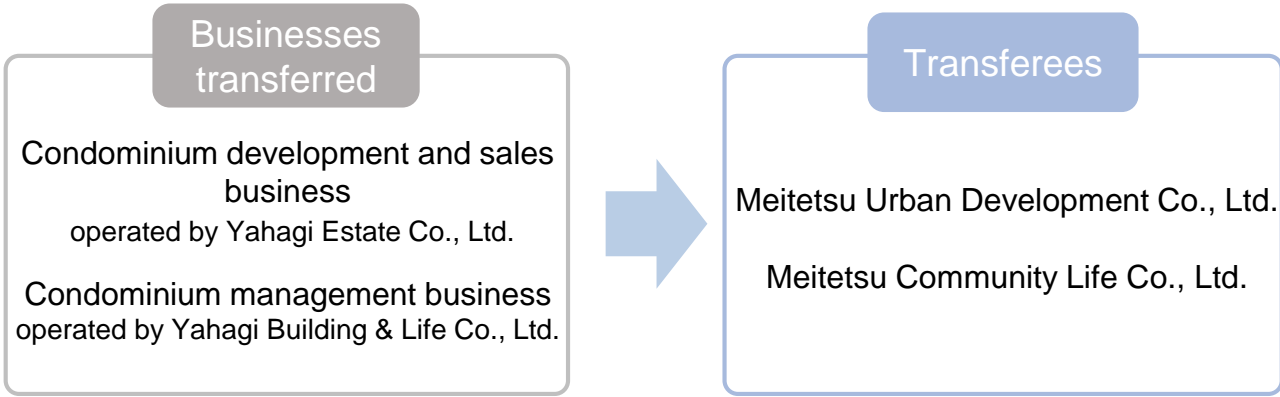 Businesses
transferred
Condominium development and sales
business
operated by Yahagi Estate Co., Ltd.
Condominium management business
operated by Yahagi Building & Life Co., Ltd.
Transferees
Meitetsu Urban Development Co., Ltd.
Meitetsu Community Life Co., Ltd.